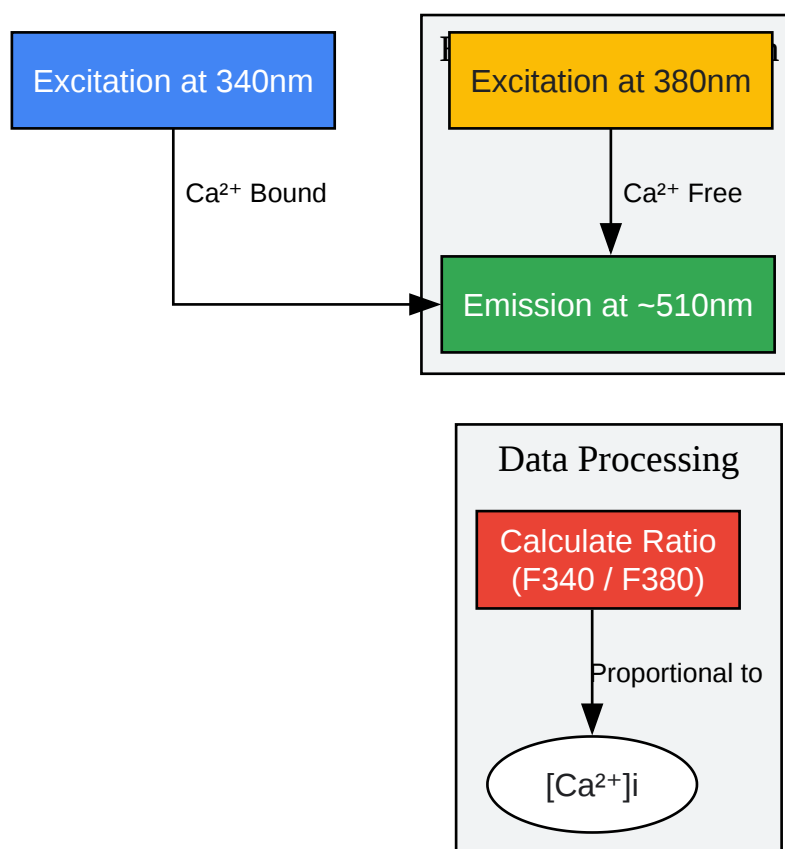 Excitation at 340nm
Excitation at 380nm
Ca²⁺ Bound
Ca²⁺ Free
Emission at ~510nm
Data Processing
Calculate Ratio
(F340 / F380)
Proportional to
[Ca²⁺]i